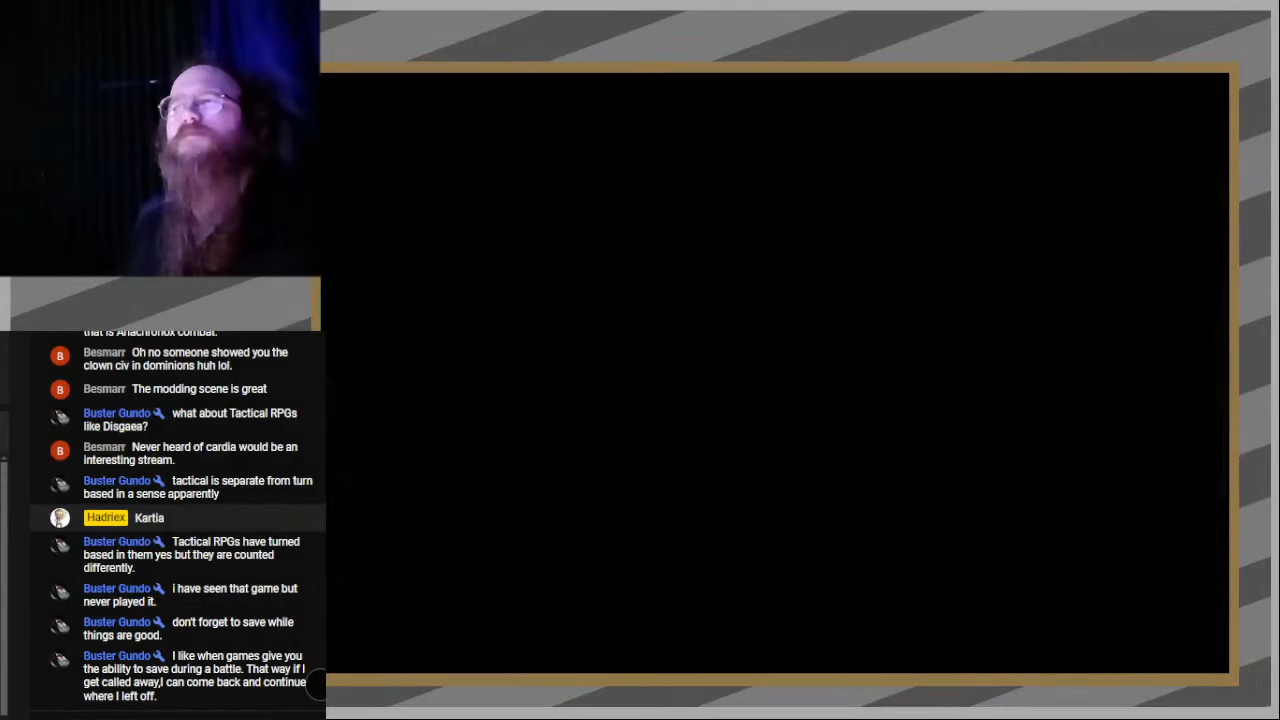 that is Anachronox combat.
B Besmarr Oh no someone showed you the
clown civ in dominions huh lol.
B Besmarr The modding scene is great
Buster Gundo what about Tactical RPGs
like Disgaea?
B Besmarr Never heard of cardia would be an
interesting stream.
Buster Gundo tactical is separate from turn
based in a sense apparently
Hadriex Kartia
Buster Gundo Tactical RPGs have turned
based in them yes but they are counted
differently.
Buster Gundo i have seen that game but
never played it.
Buster Gundo don't forget to save while
things are good.
Buster Gundo I like when games give you
the ability to save during a battle. That way if I
get called away,I can come back and continue
where I left off.